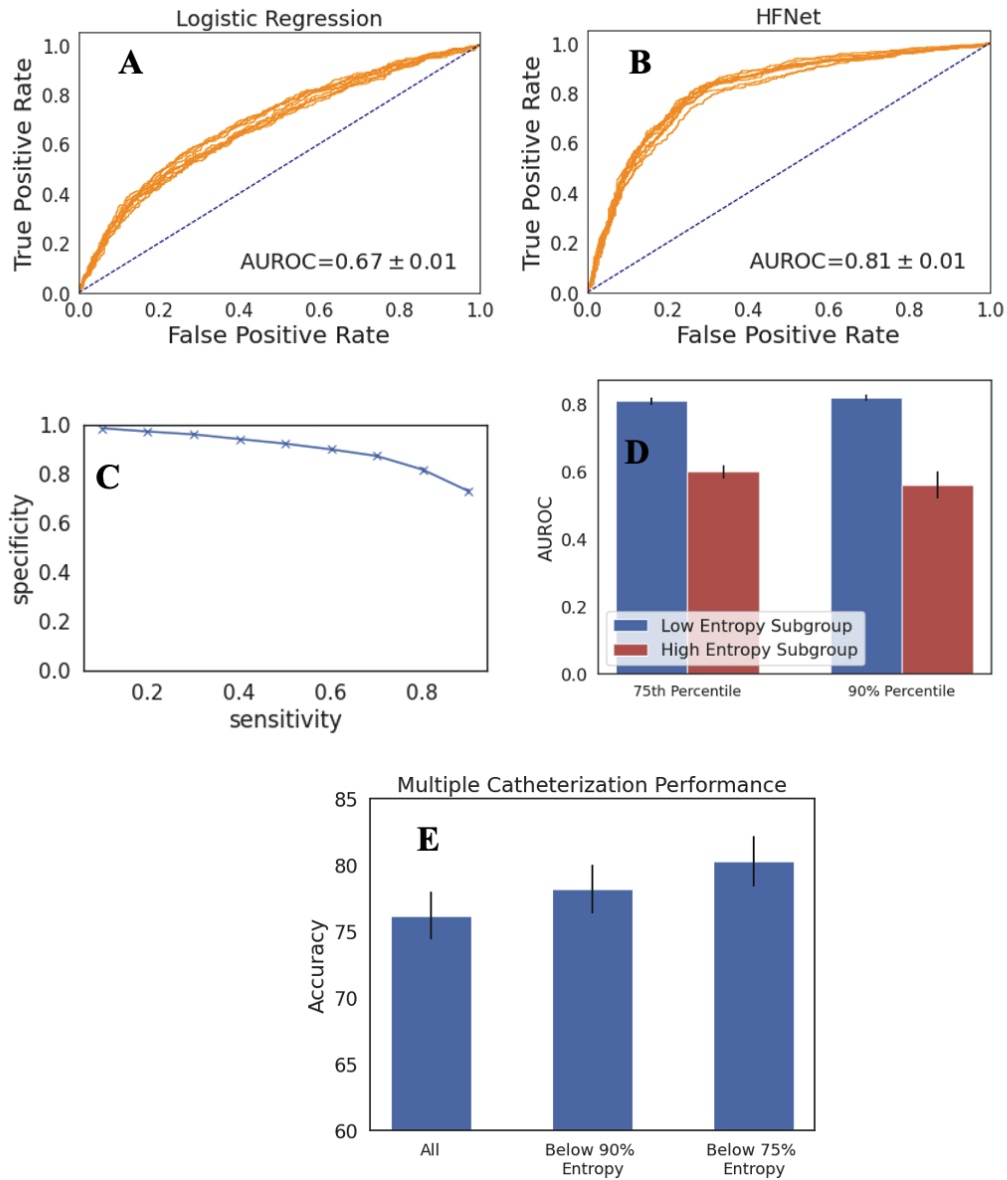 Logistic Regression
A
1.0
0.8
0.6
0.4
0.2
0.0
True Positive Rate
AUROC=0.67 ± 0.01
0.0 0.2 0.4 0.6 0.8 1.0
False Positive Rate
HFNet
B
1.0
0.8
0.6
0.4
0.2
0.0
True Positive Rate
AUROC=0.81 ± 0.01
0.0 0.2 0.4 0.6 0.8 1.0
False Positive Rate
C
1.0
0.8
0.6
0.4
0.2
0.0
specificity
0.2 0.4 0.6 0.8
sensitivity
D
0.8
0.6
0.4
0.2
0.0
AUROC
Low Entropy Subgroup
High Entropy Subgroup
75th Percentile 90% Percentile
Multiple Catheterization Performance
E
85
80
75
70
65
60
Accuracy
All Below 90% Below 75%
Entropy Entropy